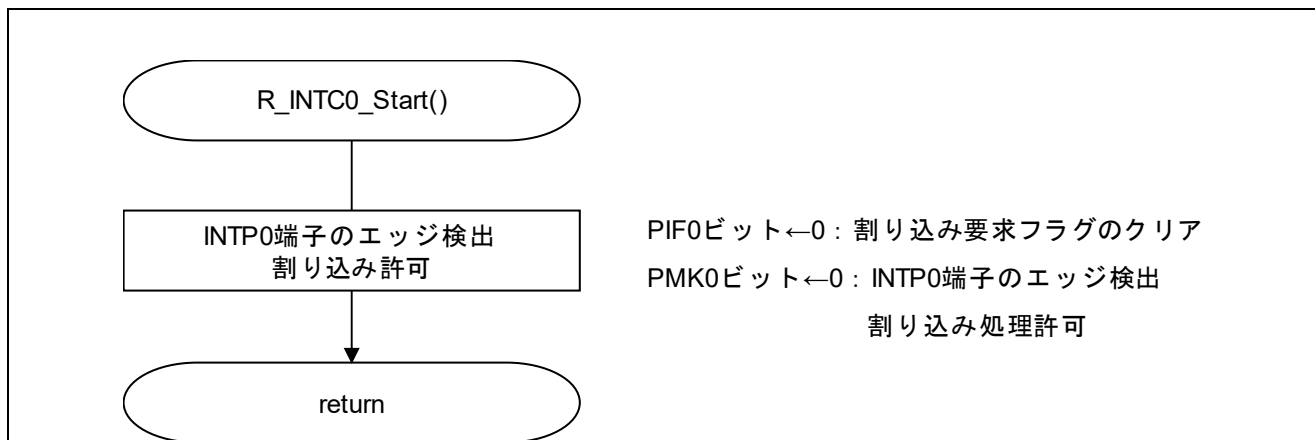 R_INTC0_Start()
INTP0端子のエッジ検出
割り込み許可
PIF0ビット←0：割り込み要求フラグのクリア
PMK0ビット←0：INTP0端子のエッジ検出
割り込み処理許可
return